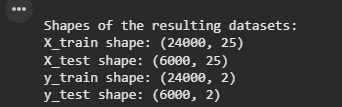 Shapes of the resulting datasets:
X_train shape: (24000, 25)
X_test shape: (6000, 25)
y_train shape: (24000, 2)
y_test shape: (6000, 2)